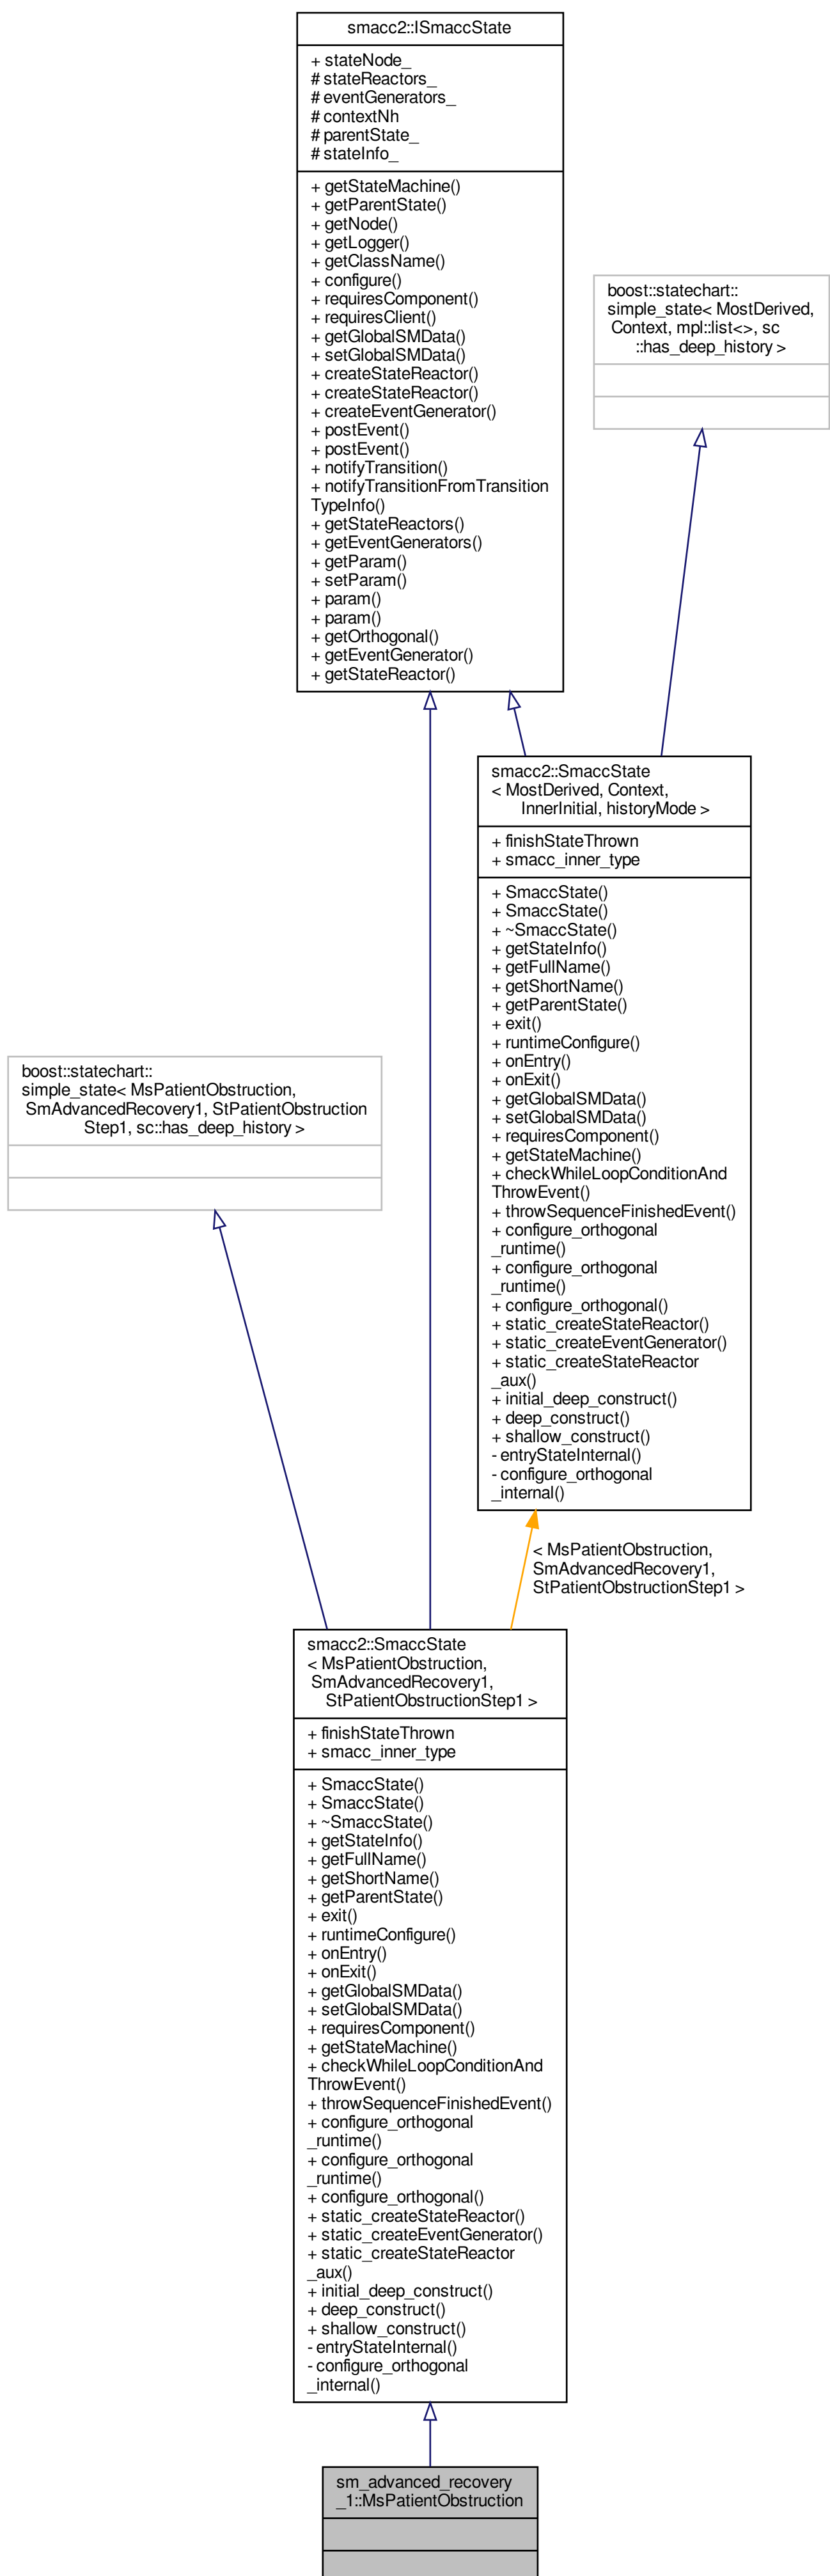 smacc2::ISmaccState
+ stateNode_
# stateReactors_
# eventGenerators_
# contextNh
# parentState_
# stateInfo_
+ getStateMachine()
+ getParentState()
+ getNode()
+ getLogger()
+ getClassName()
+ configure()
+ requiresComponent()
+ requiresClient()
+ getGlobalSMData()
+ setGlobalSMData()
+ createStateReactor()
+ createStateReactor()
+ createEventGenerator()
+ postEvent()
+ postEvent()
+ notifyTransition()
+ notifyTransitionFromTransition
TypeInfo()
+ getStateReactors()
+ getEventGenerators()
+ getParam()
+ setParam()
+ param()
+ param()
+ getOrthogonal()
+ getEventGenerator()
+ getStateReactor()
boost::statechart::
simple_state< MostDerived,
Context, mpl::list<>, sc
::has_deep_history >
smacc2::SmaccState
< MostDerived, Context,
InnerInitial, historyMode >
+ finishStateThrown
+ smacc_inner_type
+ SmaccState()
+ SmaccState()
+ ~SmaccState()
+ getStateInfo()
+ getFullName()
+ getShortName()
+ getParentState()
+ exit()
+ runtimeConfigure()
+ onEntry()
+ onExit()
+ getGlobalSMData()
+ setGlobalSMData()
+ requiresComponent()
+ getStateMachine()
+ checkWhileLoopConditionAnd
ThrowEvent()
+ throwSequenceFinishedEvent()
+ configure_orthogonal
_runtime()
+ configure_orthogonal
_runtime()
+ configure_orthogonal()
+ static_createStateReactor()
+ static_createEventGenerator()
+ static_createStateReactor
_aux()
+ initial_deep_construct()
+ deep_construct()
+ shallow_construct()
- entryStateInternal()
- configure_orthogonal
_internal()
boost::statechart::
simple_state< MsPatientObstruction,
SmAdvancedRecovery1, StPatientObstruction
Step1, sc::has_deep_history >
< MsPatientObstruction,
SmAdvancedRecovery1,
StPatientObstructionStep1 >
smacc2::SmaccState
< MsPatientObstruction,
SmAdvancedRecovery1,
StPatientObstructionStep1 >
+ finishStateThrown
+ smacc_inner_type
+ SmaccState()
+ SmaccState()
+ ~SmaccState()
+ getStateInfo()
+ getFullName()
+ getShortName()
+ getParentState()
+ exit()
+ runtimeConfigure()
+ onEntry()
+ onExit()
+ getGlobalSMData()
+ setGlobalSMData()
+ requiresComponent()
+ getStateMachine()
+ checkWhileLoopConditionAnd
ThrowEvent()
+ throwSequenceFinishedEvent()
+ configure_orthogonal
_runtime()
+ configure_orthogonal
_runtime()
+ configure_orthogonal()
+ static_createStateReactor()
+ static_createEventGenerator()
+ static_createStateReactor
_aux()
+ initial_deep_construct()
+ deep_construct()
+ shallow_construct()
- entryStateInternal()
- configure_orthogonal
_internal()
sm_advanced_recovery
_1::MsPatientObstruction